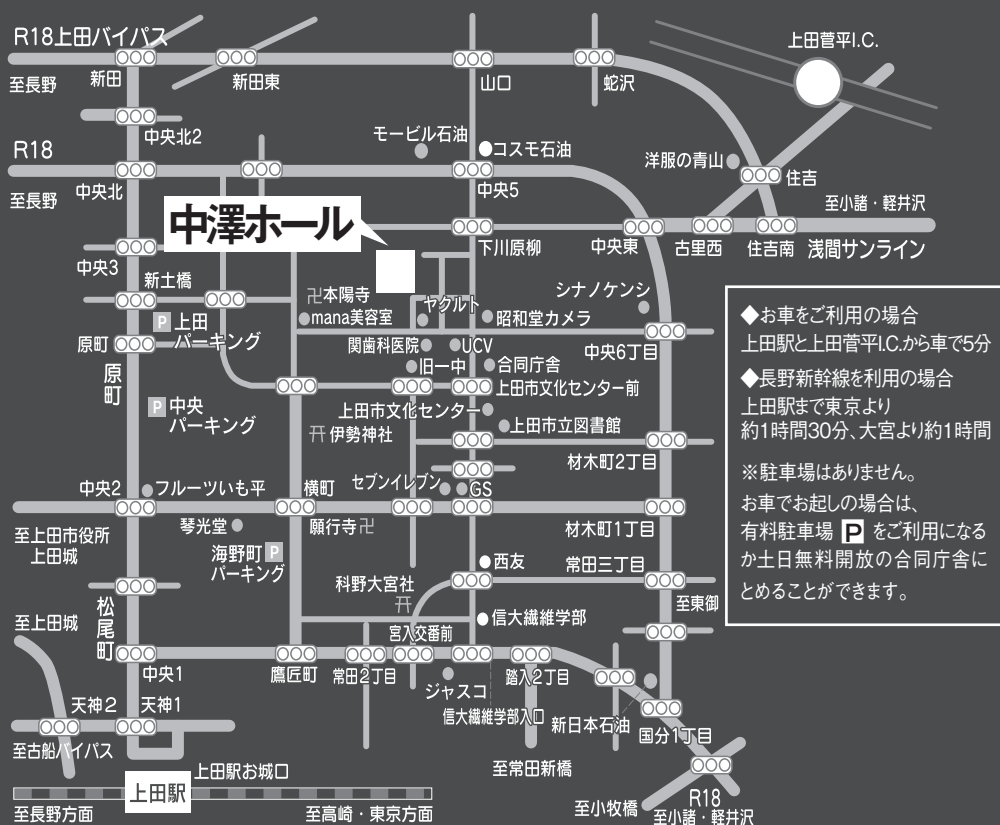 R18上田バイパス
上田菅平I.C.
至長野
新田
新田東
山口
蛇沢
中央北2
モービル石油
R18
コスモ石油
洋服の青山
住吉
中央北
至長野
中央5
至小諸・軽井沢
中澤ホール
下川原柳
中央東
古里西
住吉南
浅間サンライン
中央3
新土橋
卍本陽寺
ヤクルト
シナノケンシ
mana美容室
昭和堂カメラ
P 上田
パーキング
原町
関歯科医院
UCV
中央6丁目
旧一中
合同庁舎
原町
上田市文化センター前
P 中央
パーキング
上田市文化センター
伊勢神社
上田市立図書館
材木町2丁目
中央2
フルーツいも平
横町
セブンイレブン
GS
至上田市役所
上田城
琴光堂
願行寺卍
材木町1丁目
海野町 P
パーキング
西友
常田三丁目
科野大宮社
松尾町
至東御
至上田城
信大繊維学部
宮入交番前
中央1
鷹匠町
常田2丁目
ジャスコ
踏入2丁目
天神2
天神1
信大繊維学部入口
新日本石油
国分1丁目
至古船バイパス
上田駅お城口
至常田新橋
上田駅
R18
至長野方面
至高崎・東京方面
至小牧橋
至小諸・軽井沢
◆お車をご利用の場合
上田駅と上田菅平I.C.から車で5分
◆長野新幹線を利用の場合
上田駅まで東京より
約1時間30分、大宮より約1時間
※駐車場はありません。
お車でお起しの場合は、
有料駐車場 P をご利用になる
か土日無料開放の合同庁舎に
とめることができます。